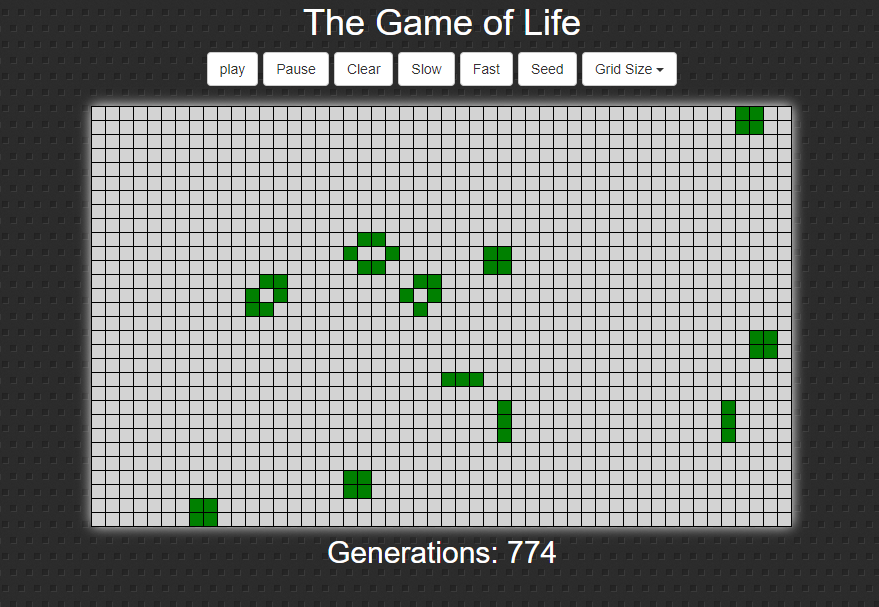 The Game of Life
play Pause Clear Slow Fast Seed Grid Size
Generations: 774